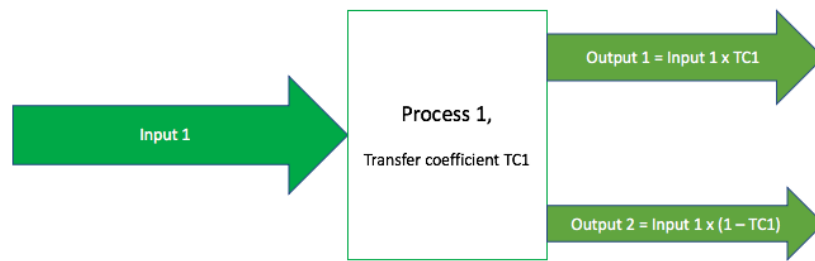 Input 1
Process 1,
Transfer coefficient TC1
Output 1 = Input 1 x TC1
Output 2 = Input 1 x (1 – TC1)